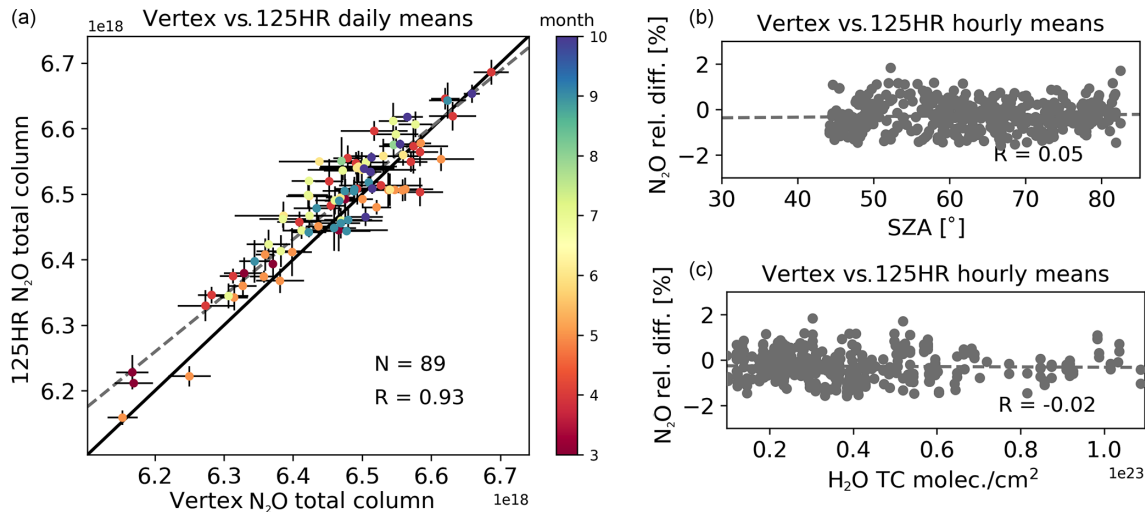 (a)
Vertex vs.125HR daily means
1e18
125HR N₂O total column
6.7
6.6
6.5
6.4
6.3
6.2
N = 89
R = 0.93
6.2 6.3 6.4 6.5 6.6 6.7
1e18
Vertex N₂O total column
month
10
9
8
7
6
5
4
3
(b)
Vertex vs.125HR hourly means
N₂O rel. diff. [%]
2
0
−2
R = 0.05
30 40 50 60 70 80
SZA [°]
(c)
Vertex vs.125HR hourly means
N₂O rel. diff. [%]
2
0
−2
R = -0.02
0.2 0.4 0.6 0.8 1.0
1e23
H₂O TC molec./cm²